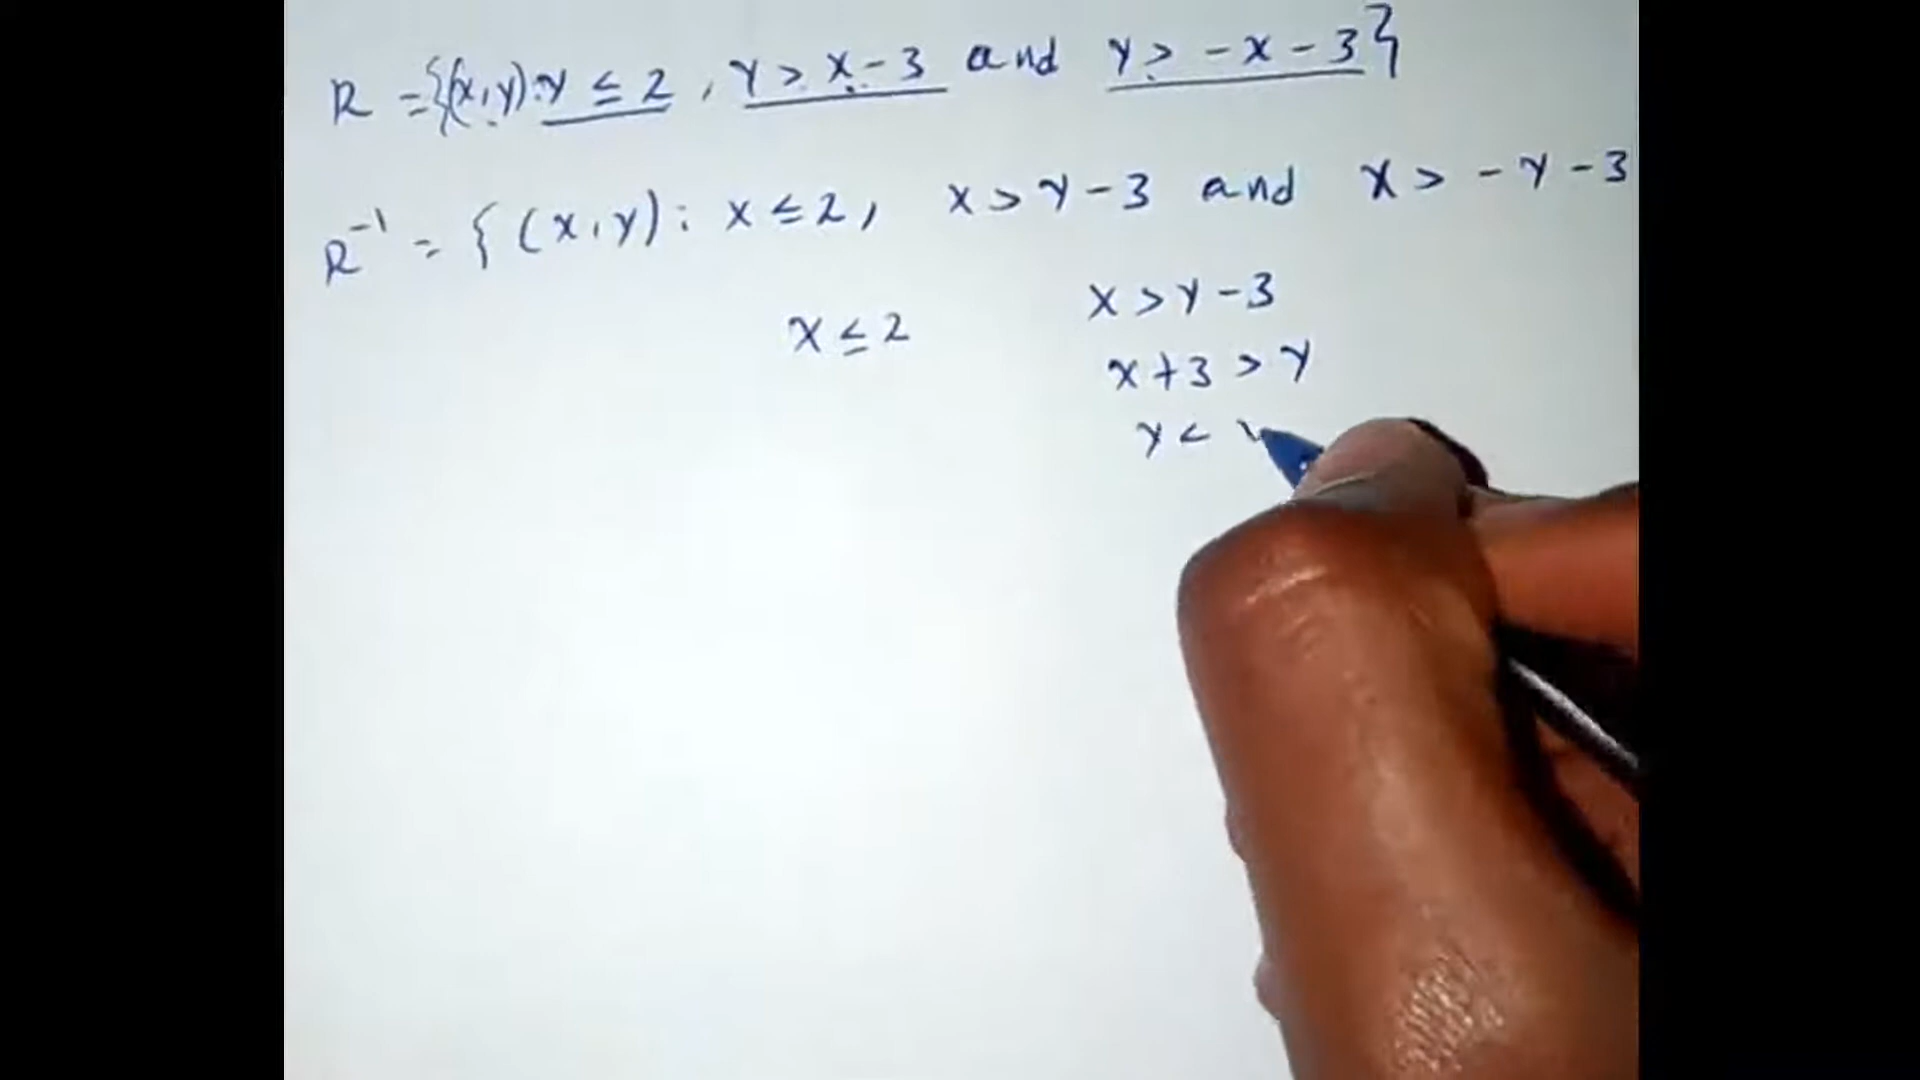 R = {(x,y): y ≤ 2, y > x - 3 and y > -x - 3}
R⁻¹ = {(x,y): x ≤ 2, x > y - 3 and x > -y - 3
x ≤ 2
x > y - 3
x + 3 > y
y <